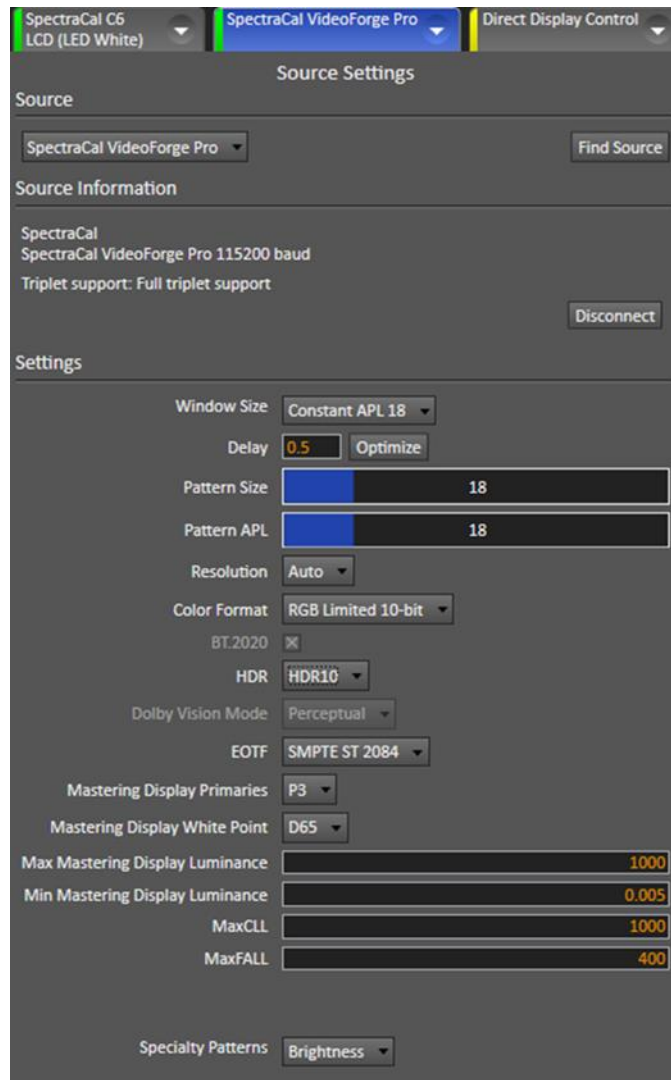 SpectraCal C6
LCD (LED White)
SpectraCal VideoForge Pro
Direct Display Control
Source Settings
Source
SpectraCal VideoForge Pro
Find Source
Source Information
SpectraCal
SpectraCal VideoForge Pro 115200 baud
Triplet support: Full triplet support
Disconnect
Settings
Window Size Constant APL 18
Delay 0.5 Optimize
Pattern Size 18
Pattern APL 18
Resolution Auto
Color Format RGB Limited 10-bit
BT.2020
HDR HDR10
Dolby Vision Mode Perceptual
EOTF SMPTE ST 2084
Mastering Display Primaries P3
Mastering Display White Point D65
Max Mastering Display Luminance 1000
Min Mastering Display Luminance 0.005
MaxCLL 1000
MaxFALL 400
Specialty Patterns Brightness